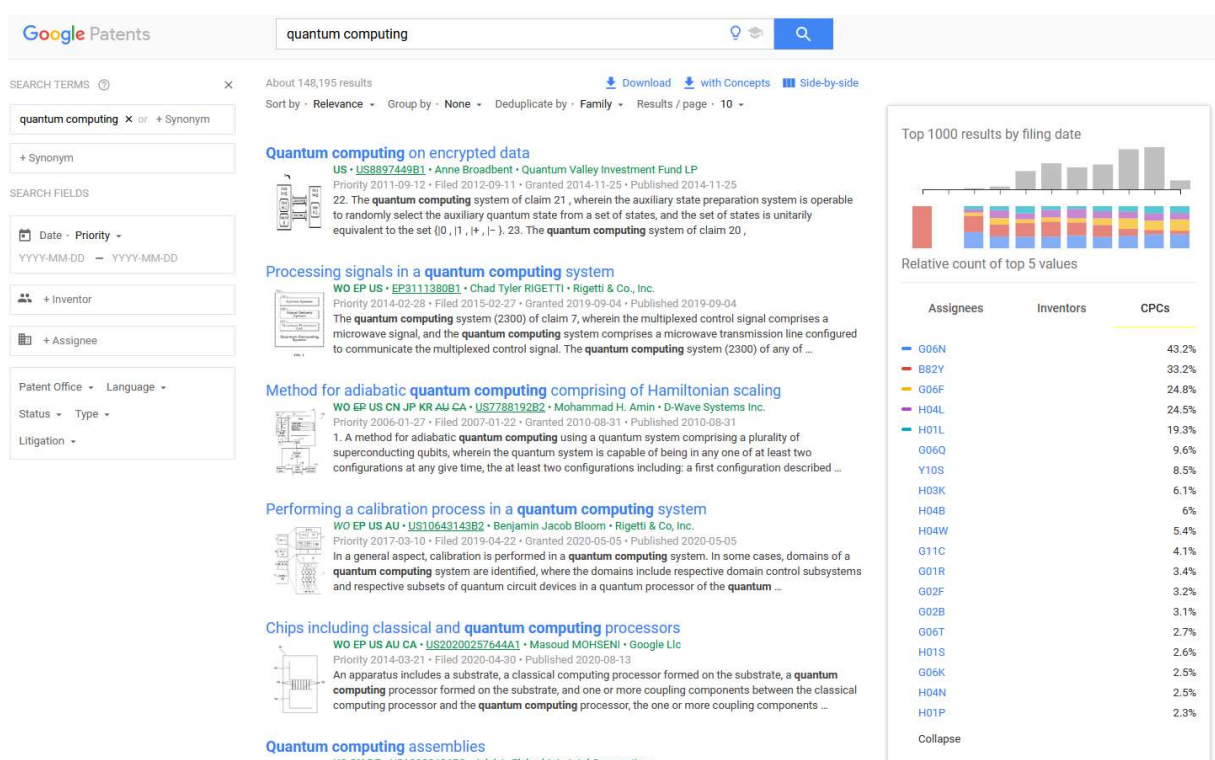 Google Patents
quantum computing
SEARCH TERMS
quantum computing × or + Synonym
+ Synonym
SEARCH FIELDS
Date · Priority
YYYY-MM-DD — YYYY-MM-DD
+ Inventor
+ Assignee
Patent Office Language
Status Type
Litigation
About 148,195 results
Download with Concepts Side-by-side
Sort by · Relevance Group by · None Deduplicate by · Family Results / page · 10
Quantum computing on encrypted data
US • US8897449B1 • Anne Broadbent • Quantum Valley Investment Fund LP
Priority 2011-09-12 • Filed 2012-09-11 • Granted 2014-11-25 • Published 2014-11-25
22. The quantum computing system of claim 21 , wherein the auxiliary state preparation system is operable
to randomly select the auxiliary quantum state from a set of states, and the set of states is unitarily
equivalent to the set {|0 , |1 , |+ , |− }. 23. The quantum computing system of claim 20 ,
Processing signals in a quantum computing system
WO EP US • EP3111380B1 • Chad Tyler RIGETTI • Rigetti & Co., Inc.
Priority 2014-02-28 • Filed 2015-02-27 • Granted 2019-09-04 • Published 2019-09-04
The quantum computing system (2300) of claim 7, wherein the multiplexed control signal comprises a
microwave signal, and the quantum computing system comprises a microwave transmission line configured
to communicate the multiplexed control signal. The quantum computing system (2300) of any of ...
Method for adiabatic quantum computing comprising of Hamiltonian scaling
WO EP US CN JP KR AU CA • US7788192B2 • Mohammad H. Amin • D-Wave Systems Inc.
Priority 2006-01-27 • Filed 2007-01-22 • Granted 2010-08-31 • Published 2010-08-31
1. A method for adiabatic quantum computing using a quantum system comprising a plurality of
superconducting qubits, wherein the quantum system is capable of being in any one of at least two
configurations at any give time, the at least two configurations including: a first configuration described ...
Performing a calibration process in a quantum computing system
WO EP US AU • US10643143B2 • Benjamin Jacob Bloom • Rigetti & Co, Inc.
Priority 2017-03-10 • Filed 2019-04-22 • Granted 2020-05-05 • Published 2020-05-05
In a general aspect, calibration is performed in a quantum computing system. In some cases, domains of a
quantum computing system are identified, where the domains include respective domain control subsystems
and respective subsets of quantum circuit devices in a quantum processor of the quantum ...
Chips including classical and quantum computing processors
WO EP US AU CA • US20200257644A1 • Masoud MOHSENI • Google Llc
Priority 2014-03-21 • Filed 2020-04-30 • Published 2020-08-13
An apparatus includes a substrate, a classical computing processor formed on the substrate, a quantum
computing processor formed on the substrate, and one or more coupling components between the classical
computing processor and the quantum computing processor, the one or more coupling components ...
Quantum computing assemblies
Top 1000 results by filing date
Relative count of top 5 values
Assignees Inventors CPCs
G06N 43.2%
B82Y 33.2%
G06F 24.8%
H04L 24.5%
H01L 19.3%
G06Q 9.6%
Y10S 8.5%
H03K 6.1%
H04B 6%
H04W 5.4%
G11C 4.1%
G01R 3.4%
G02F 3.2%
G02B 3.1%
G06T 2.7%
H01S 2.6%
G06K 2.5%
H04N 2.5%
H01P 2.3%
Collapse